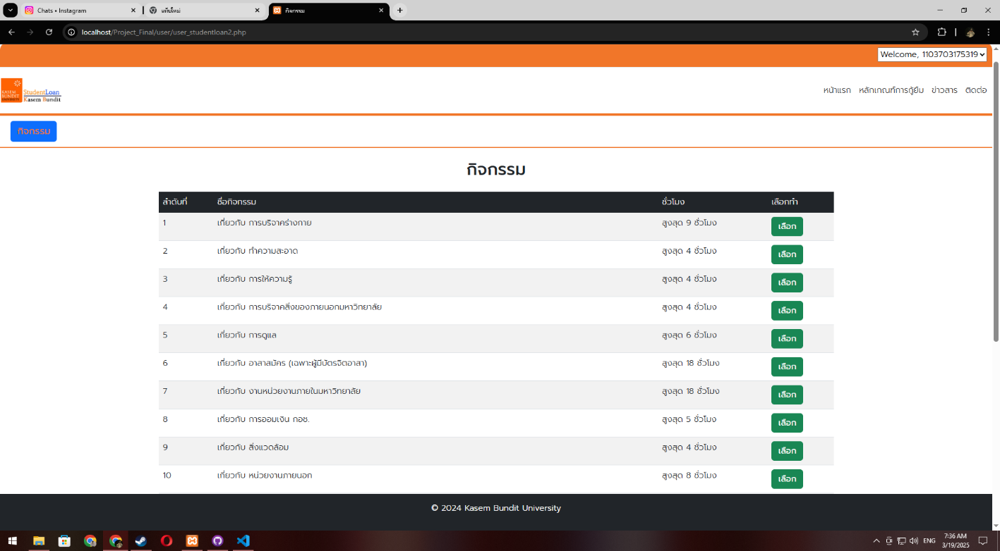 Chats • Instagram
แท็บใหม่
กิจกรรม
localhost/Project_Final/user/user_studentloan2.php
Welcome, 1103703175319
KASEM BUNDIT UNIVERSITY
StudentLoan
Kasem Bundit
หน้าแรก หลักเกณฑ์การกู้ยืม ข่าวสาร ติดต่อ
กิจกรรม
กิจกรรม
ลำดับที่ ชื่อกิจกรรม ชั่วโมง เลือกทำ
1 เกี่ยวกับ การบริจาคร่างกาย สูงสุด 9 ชั่วโมง เลือก
2 เกี่ยวกับ ทำความสะอาด สูงสุด 4 ชั่วโมง เลือก
3 เกี่ยวกับ การให้ความรู้ สูงสุด 4 ชั่วโมง เลือก
4 เกี่ยวกับ การบริจาคสิ่งของภายนอกมหาวิทยาลัย สูงสุด 4 ชั่วโมง เลือก
5 เกี่ยวกับ การดูแล สูงสุด 6 ชั่วโมง เลือก
6 เกี่ยวกับ อาสาสมัคร (เฉพาะผู้มีบัตรจิตอาสา) สูงสุด 18 ชั่วโมง เลือก
7 เกี่ยวกับ งานหน่วยงานภายในมหาวิทยาลัย สูงสุด 18 ชั่วโมง เลือก
8 เกี่ยวกับ การออมเงิน กอช. สูงสุด 5 ชั่วโมง เลือก
9 เกี่ยวกับ สิ่งแวดล้อม สูงสุด 4 ชั่วโมง เลือก
10 เกี่ยวกับ หน่วยงานภายนอก สูงสุด 8 ชั่วโมง เลือก
© 2024 Kasem Bundit University
ENG
7:36 AM
3/19/2025